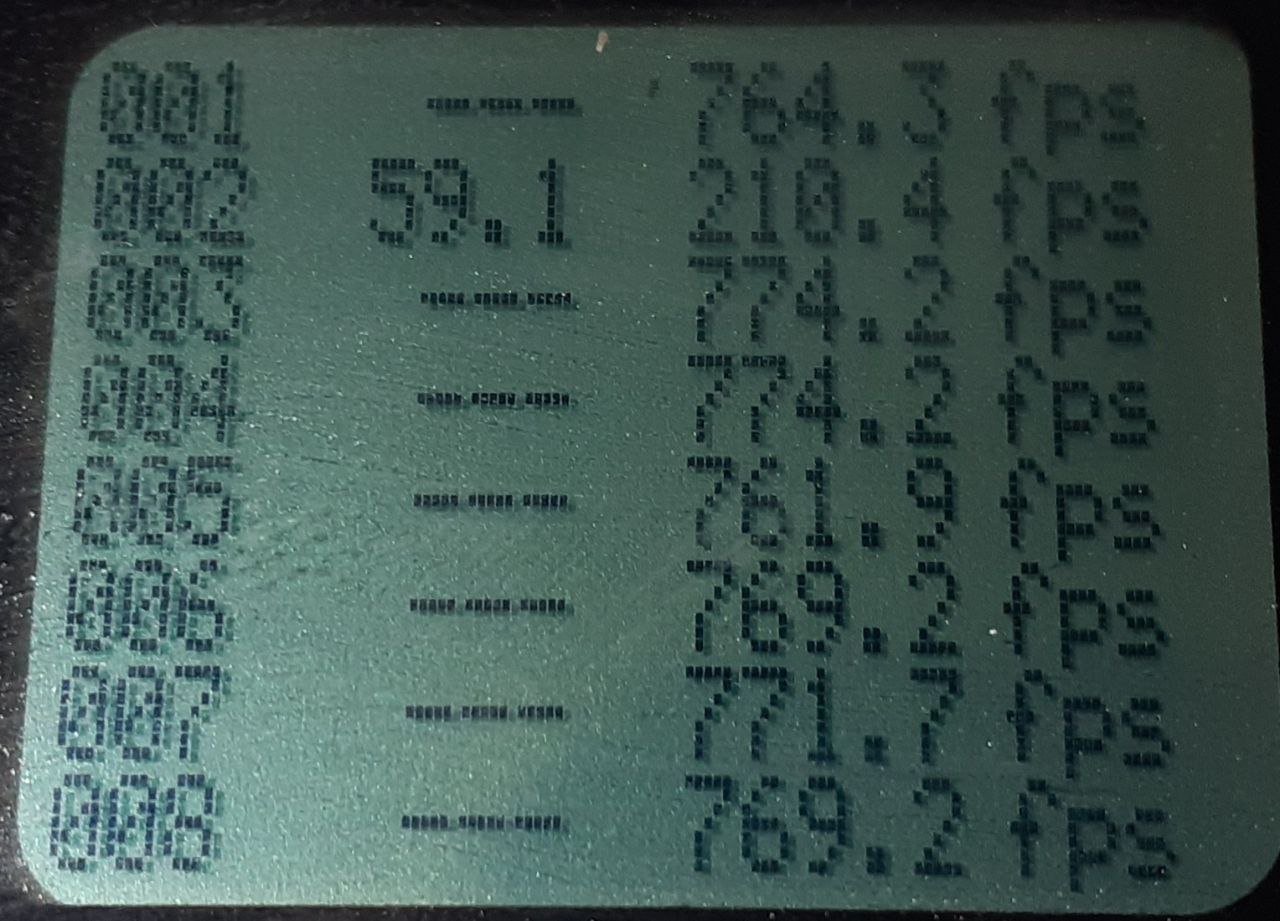 001 --- 764.3 fps
002 59.1 210.4 fps
003 --- 774.2 fps
004 --- 774.2 fps
005 --- 761.9 fps
006 --- 769.2 fps
007 --- 771.7 fps
008 --- 769.2 fps